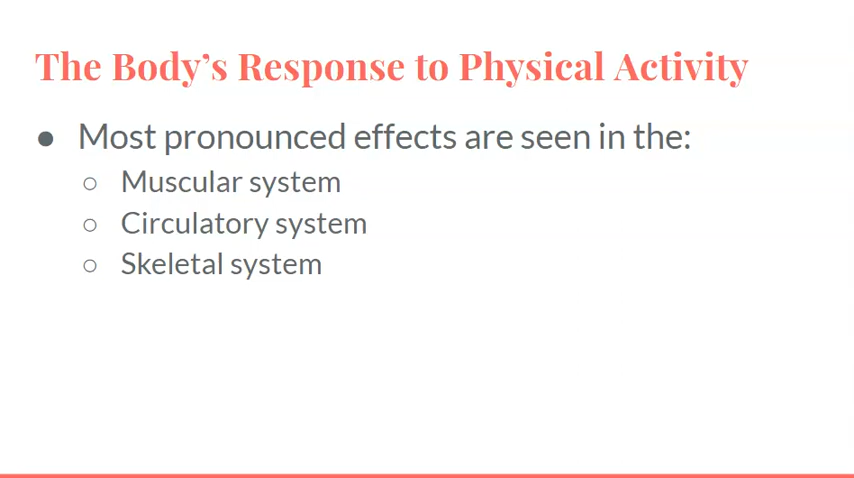 The Body’s Response to Physical Activity
● Most pronounced effects are seen in the:
○ Muscular system
○ Circulatory system
○ Skeletal system